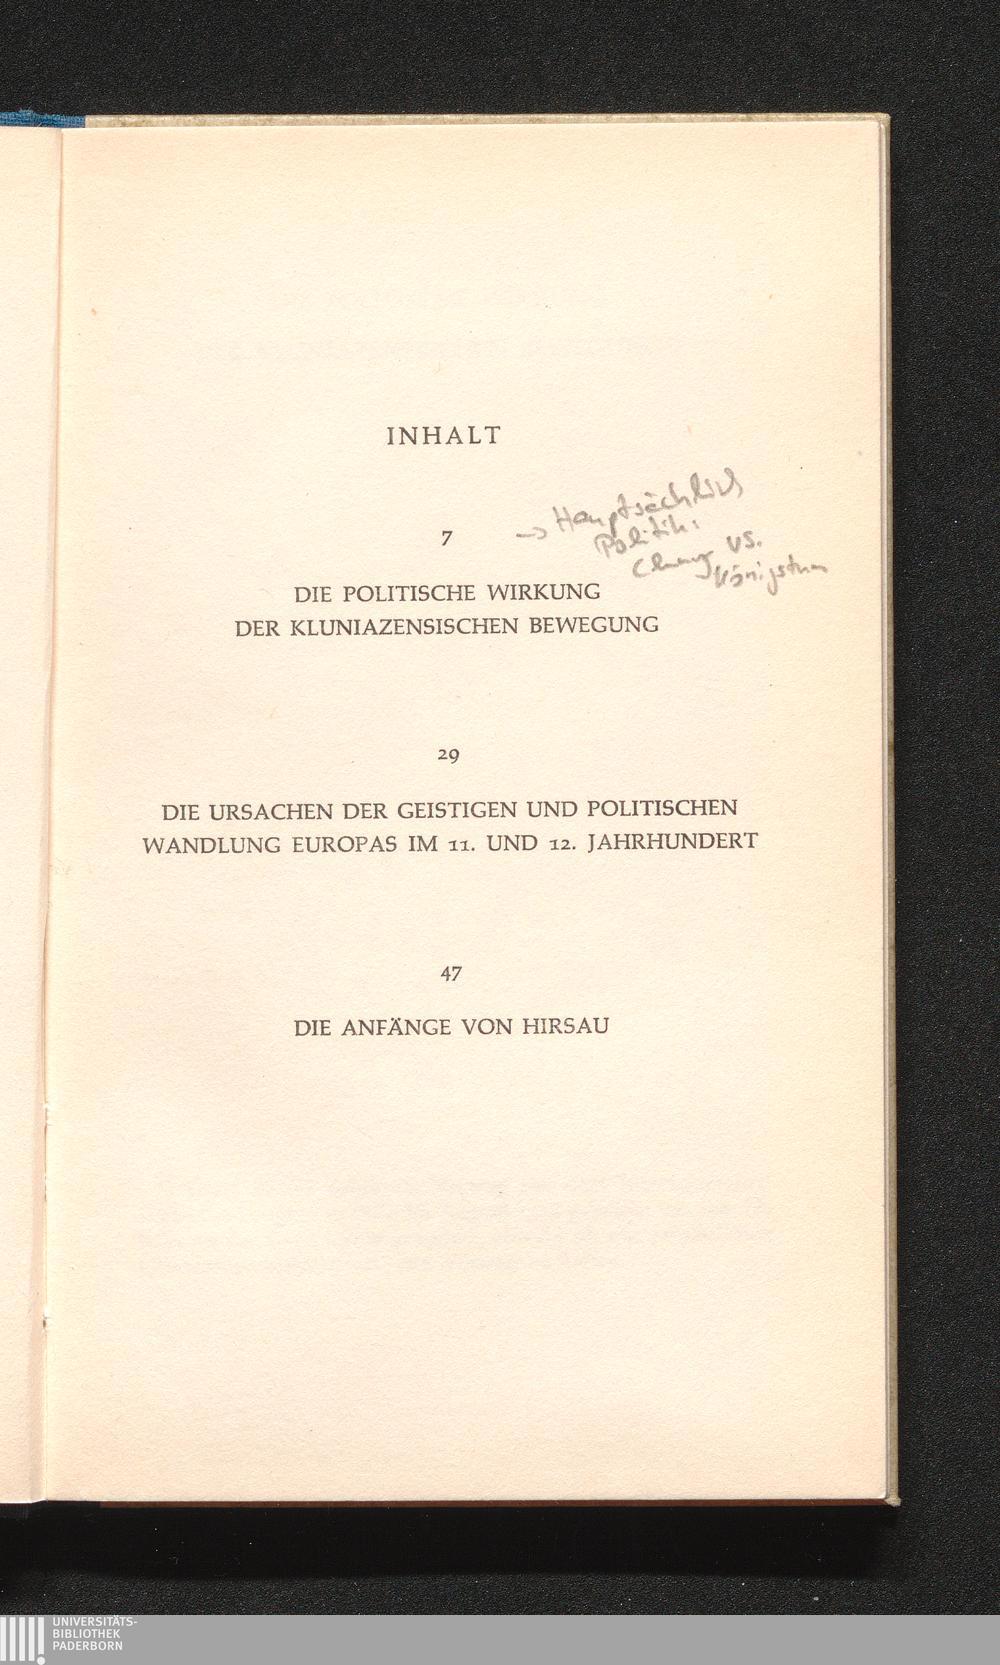 INHALT
→ Hauptsächlich
Politik:
Cluny vs.
Königstum
7
DIE POLITISCHE WIRKUNG
DER KLUNIAZENSISCHEN BEWEGUNG
29
DIE URSACHEN DER GEISTIGEN UND POLITISCHEN
WANDLUNG EUROPAS IM 11. UND 12. JAHRHUNDERT
47
DIE ANFÄNGE VON HIRSAU
UNIVERSITÄTS-
BIBLIOTHEK
PADERBORN